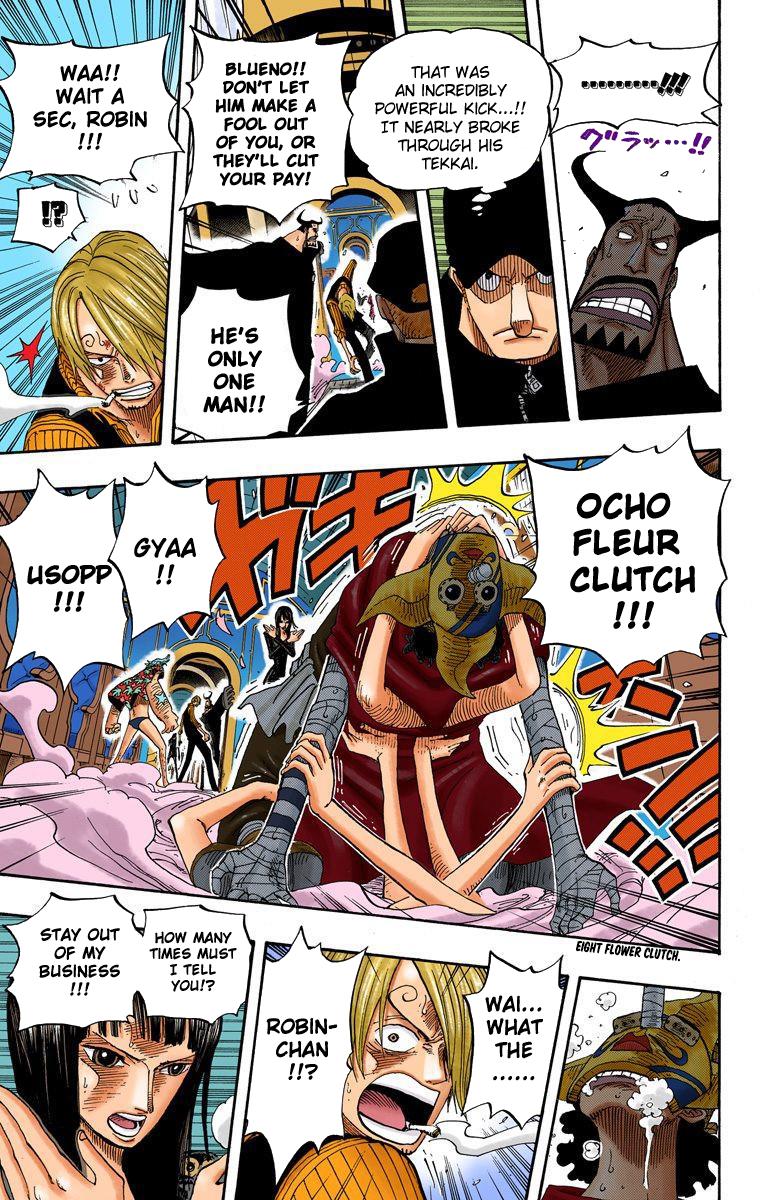 .........!!!
グラッ…!!
THAT WAS
AN INCREDIBLY
POWERFUL KICK...!!
IT NEARLY BROKE
THROUGH HIS
TEKKAI.
BLUENO!!
DON'T LET
HIM MAKE A
FOOL OUT
OF YOU, OR
THEY'LL CUT
YOUR PAY!
HE'S
ONLY
ONE
MAN!!
WAA!!
WAIT A
SEC, ROBIN
!!!
!?
OCHO
FLEUR
CLUTCH
!!!
GYAA
!!
USOPP
!!!
EIGHT FLOWER CLUTCH.
WAI...
WHAT
THE
......
ROBIN-
CHAN
!!?
HOW MANY
TIMES MUST
I TELL
YOU!?
STAY OUT
OF MY
BUSINESS
!!!